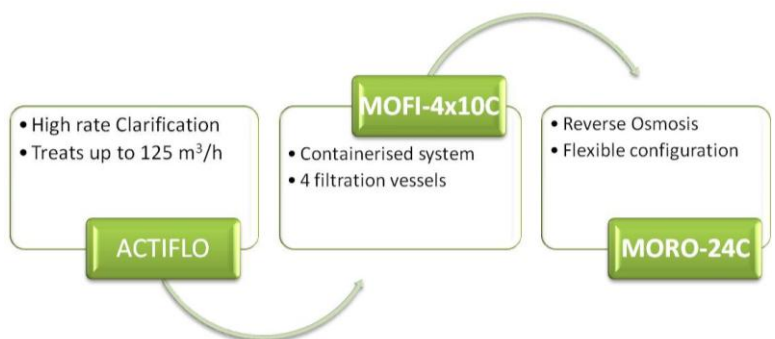 • High rate Clarification
• Treats up to 125 m³/h
ACTIFLO
MOFI-4x10C
• Containerised system
• 4 filtration vessels
• Reverse Osmosis
• Flexible configuration
MORO-24C